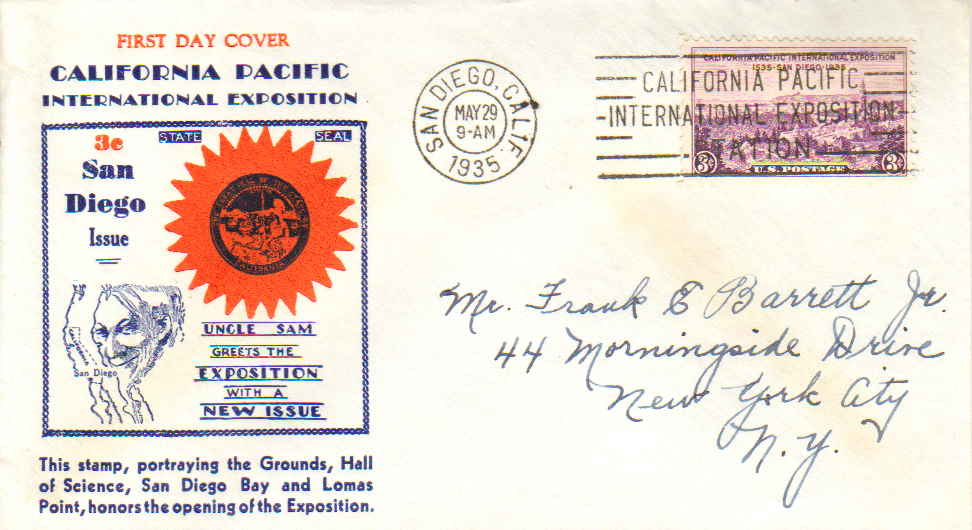 FIRST DAY COVER
CALIFORNIA PACIFIC
INTERNATIONAL EXPOSITION
STATE SEAL
3c
San
Diego
Issue
CALIFORNIA
San Diego
UNCLE SAM
GREETS THE
EXPOSITION
WITH A
NEW ISSUE
This stamp, portraying the Grounds, Hall
of Science, San Diego Bay and Lomas
Point, honors the opening of the Exposition.
SAN DIEGO, CALIF.
MAY 29
9-AM
1935
CALIFORNIA PACIFIC
INTERNATIONAL EXPOSITION
STATION
CALIFORNIA PACIFIC INTERNATIONAL EXPOSITION
1535-SAN DIEGO-1935
3c 3c
U.S. POSTAGE
Mr. Frank E Barrett Jr.
44 Morningside Drive
New York City
N.Y.